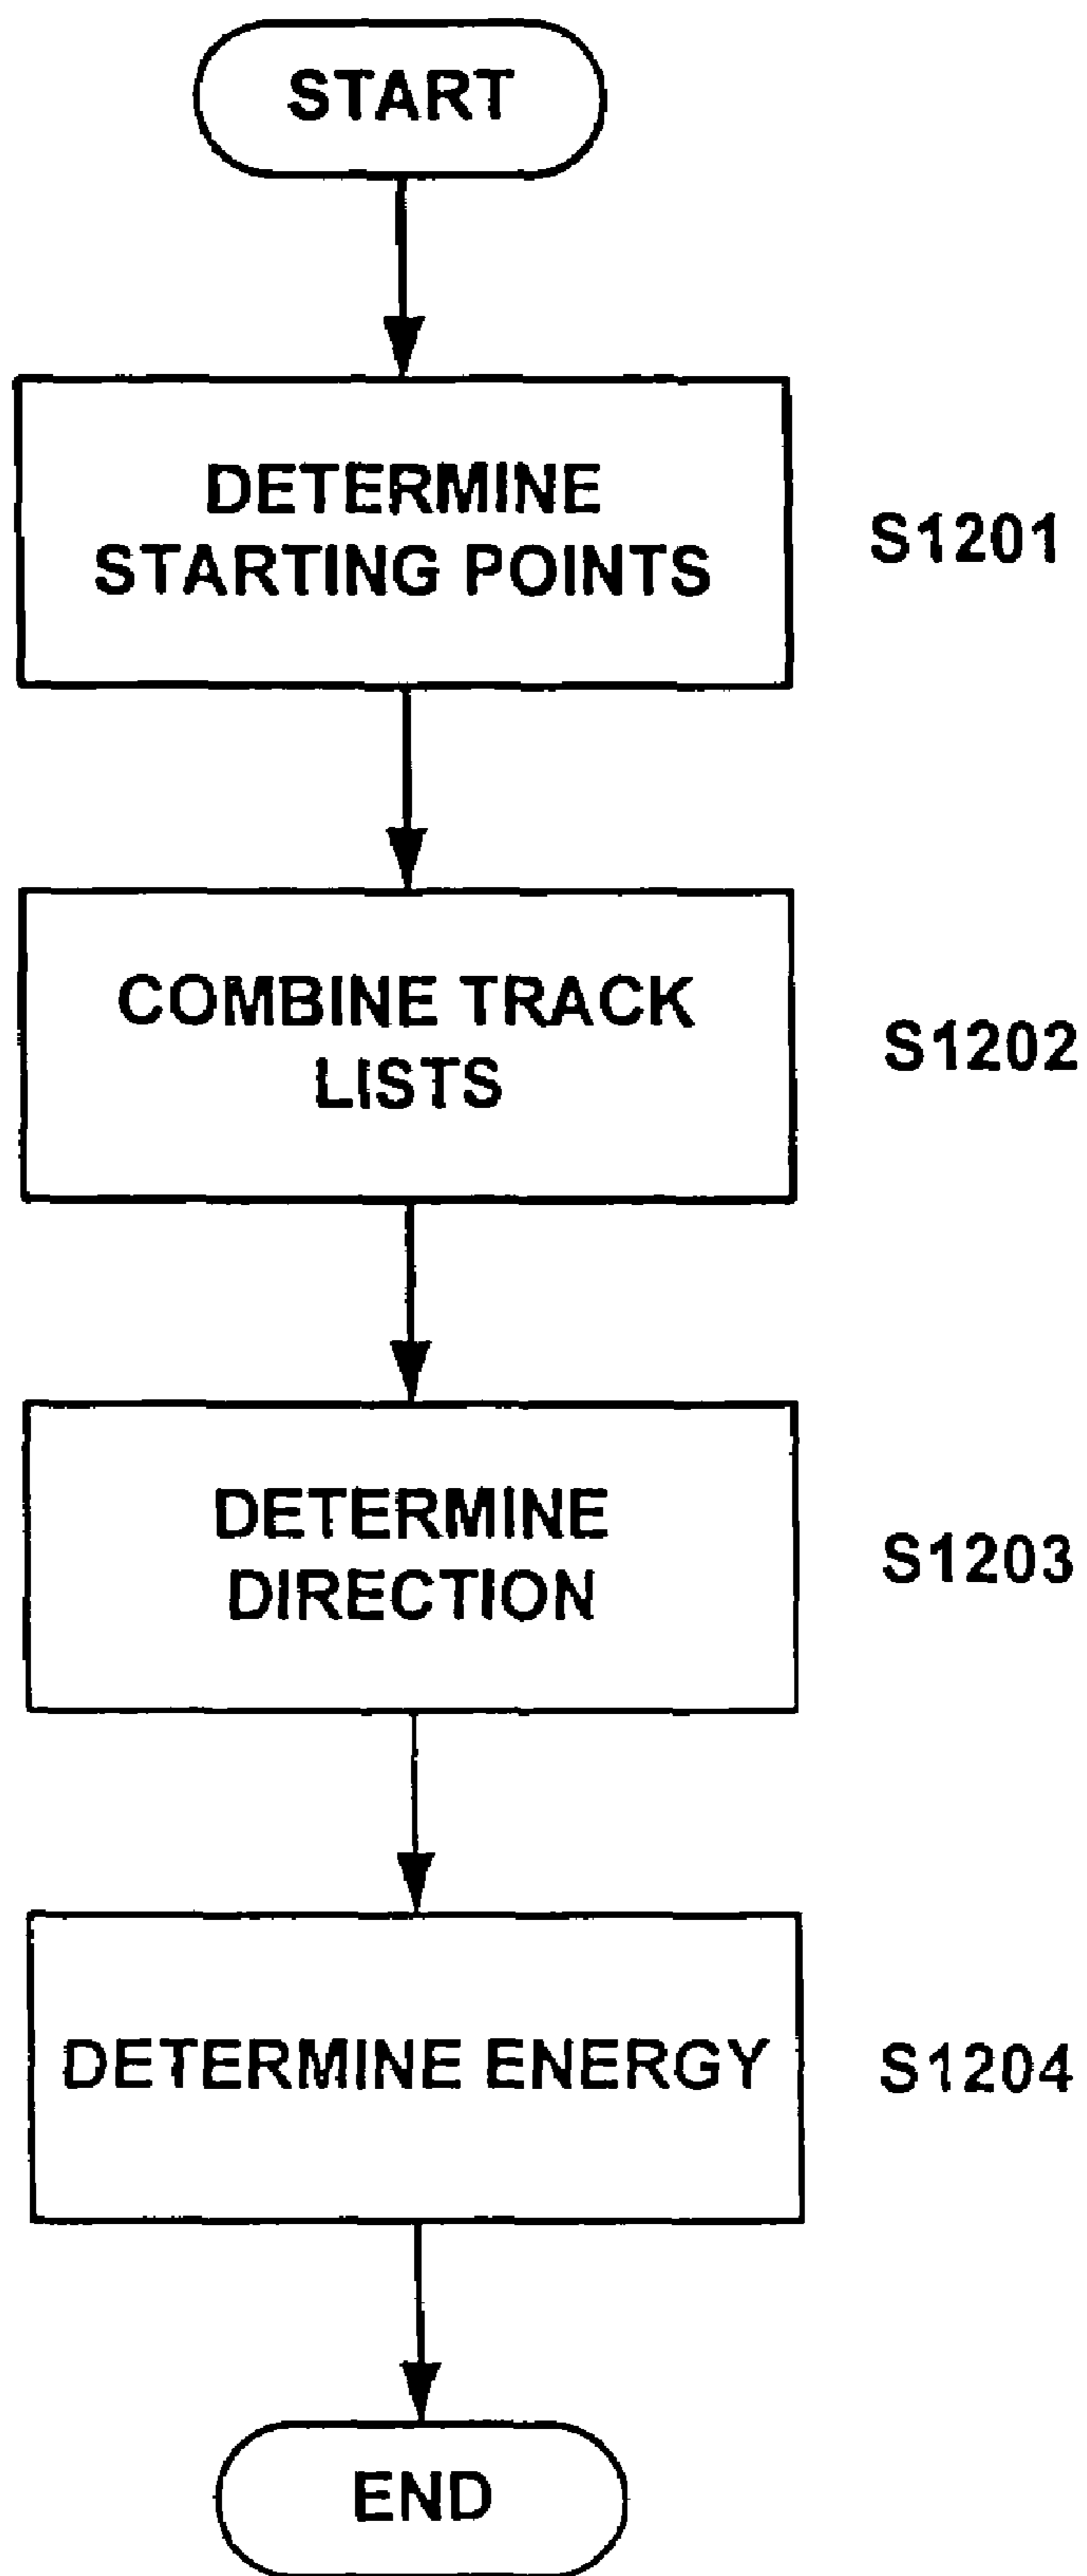 START
DETERMINE
STARTING POINTS
S1201
COMBINE TRACK
LISTS
S1202
DETERMINE
DIRECTION
S1203
DETERMINE ENERGY
S1204
END